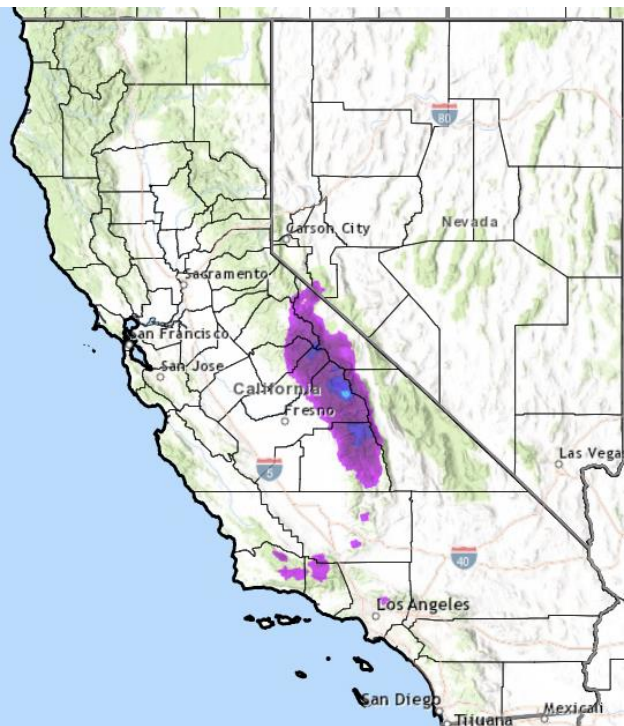 80
Nevada
Carson City
Sacramento
San Francisco
San Jose
California
Fresno
Las Vega
5
40
Los Angeles
San Diego
Tijuana
Mexicali